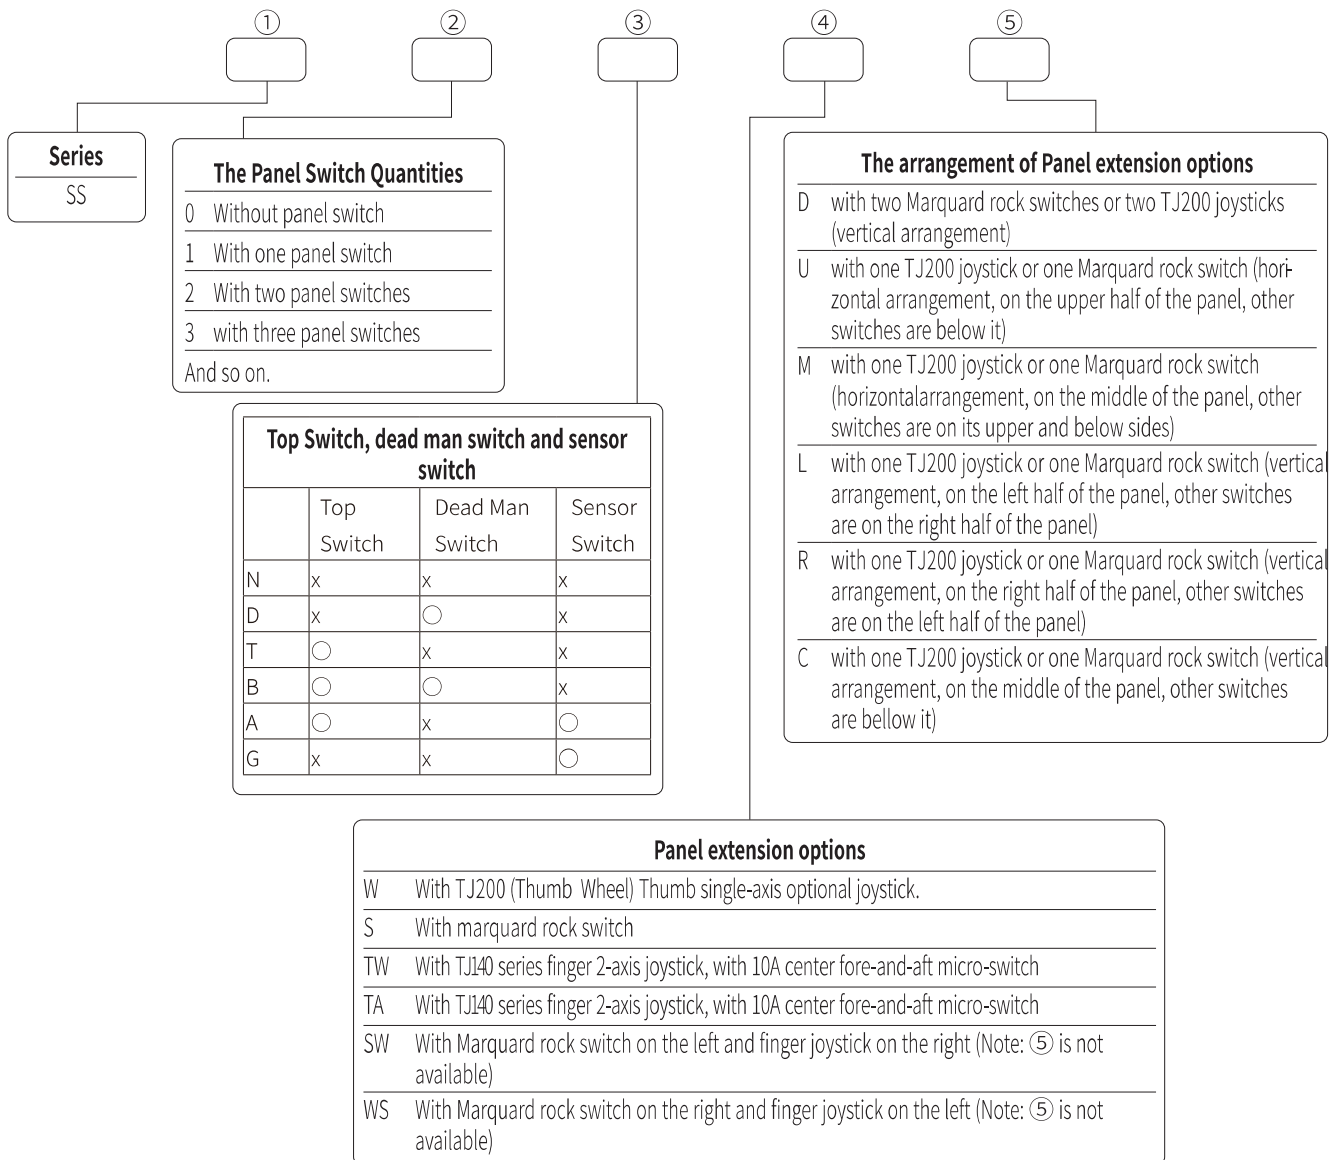 ① ② ③ ④ ⑤
Series
SS
The Panel Switch Quantities
0 Without panel switch
1 With one panel switch
2 With two panel switches
3 with three panel switches
And so on.
Top Switch, dead man switch and sensor
switch
Top Dead Man Sensor
Switch Switch Switch
N x x x
D x ○ x
T ○ x x
B ○ ○ x
A ○ x ○
G x x ○
The arrangement of Panel extension options
D with two Marquard rock switches or two TJ200 joysticks
(vertical arrangement)
U with one TJ200 joystick or one Marquard rock switch (hori-
zontal arrangement, on the upper half of the panel, other
switches are below it)
M with one TJ200 joystick or one Marquard rock switch
(horizontalarrangement, on the middle of the panel, other
switches are on its upper and below sides)
L with one TJ200 joystick or one Marquard rock switch (vertical
arrangement, on the left half of the panel, other switches
are on the right half of the panel)
R with one TJ200 joystick or one Marquard rock switch (vertical
arrangement, on the right half of the panel, other switches
are on the left half of the panel)
C with one TJ200 joystick or one Marquard rock switch (vertical
arrangement, on the middle of the panel, other switches
are bellow it)
Panel extension options
W With TJ200 (Thumb Wheel) Thumb single-axis optional joystick.
S With marquard rock switch
TW With TJ140 series finger 2-axis joystick, with 10A center fore-and-aft micro-switch
TA With TJ140 series finger 2-axis joystick, with 10A center fore-and-aft micro-switch
SW With Marquard rock switch on the left and finger joystick on the right (Note: ⑤ is not
available)
WS With Marquard rock switch on the right and finger joystick on the left (Note: ⑤ is not
available)